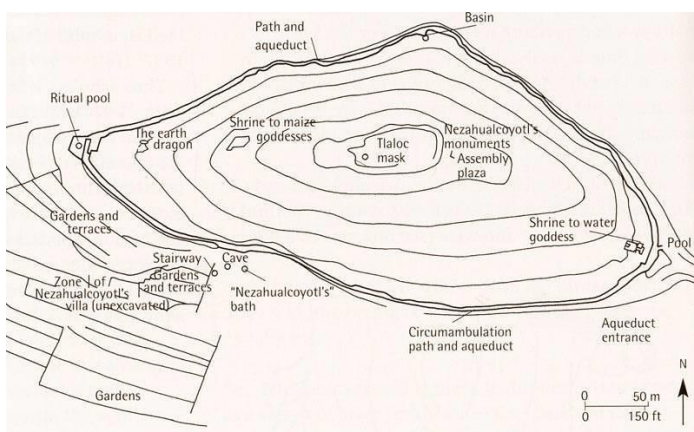 Basin
Path and
aqueduct
Ritual pool
The earth
dragon
Shrine to maize
goddesses
Tlaloc
mask
Nezahualcoyotl's
monuments
Assembly
plaza
Gardens and
terraces
Shrine to water
goddess
Pool
Stairway
Cave
Gardens
and terraces
Zone I of
Nezahualcoyotl's
villa (unexcavated)
"Nezahualcoyotl's"
bath
Circumambulation
path and aqueduct
Aqueduct
entrance
Gardens
N
0 50 m
0 150 ft